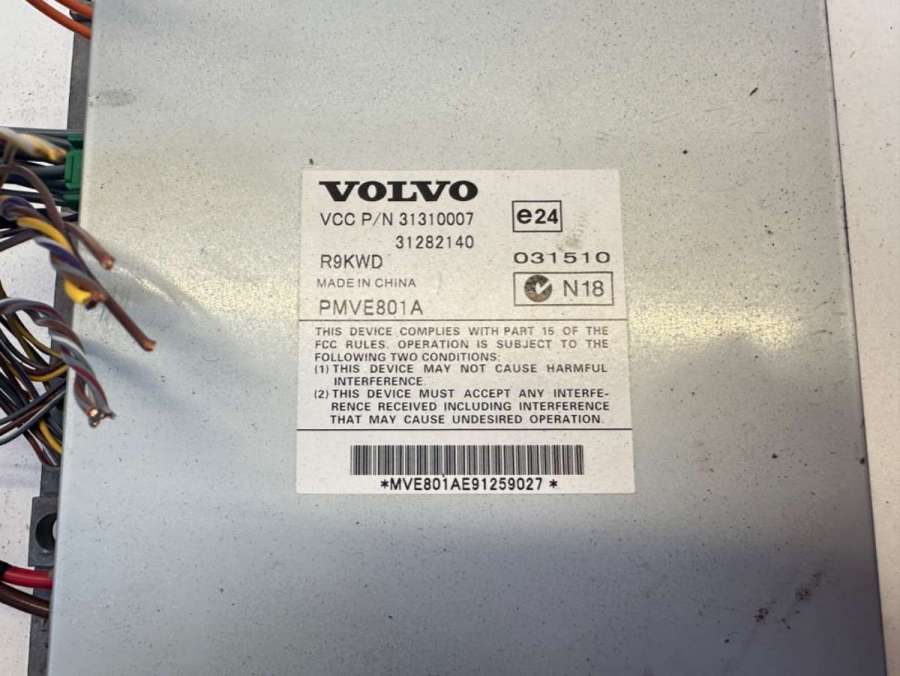 VOLVO
VCC P/N 31310007
31282140
e24
R9KWD
031510
MADE IN CHINA
N18
PMVE801A
THIS DEVICE COMPLIES WITH PART 15 OF THE
FCC RULES. OPERATION IS SUBJECT TO THE
FOLLOWING TWO CONDITIONS:
(1) THIS DEVICE MAY NOT CAUSE HARMFUL
INTERFERENCE.
(2) THIS DEVICE MUST ACCEPT ANY INTERFE-
RENCE RECEIVED INCLUDING INTERFERENCE
THAT MAY CAUSE UNDESIRED OPERATION.
*MVE801AE91259027*